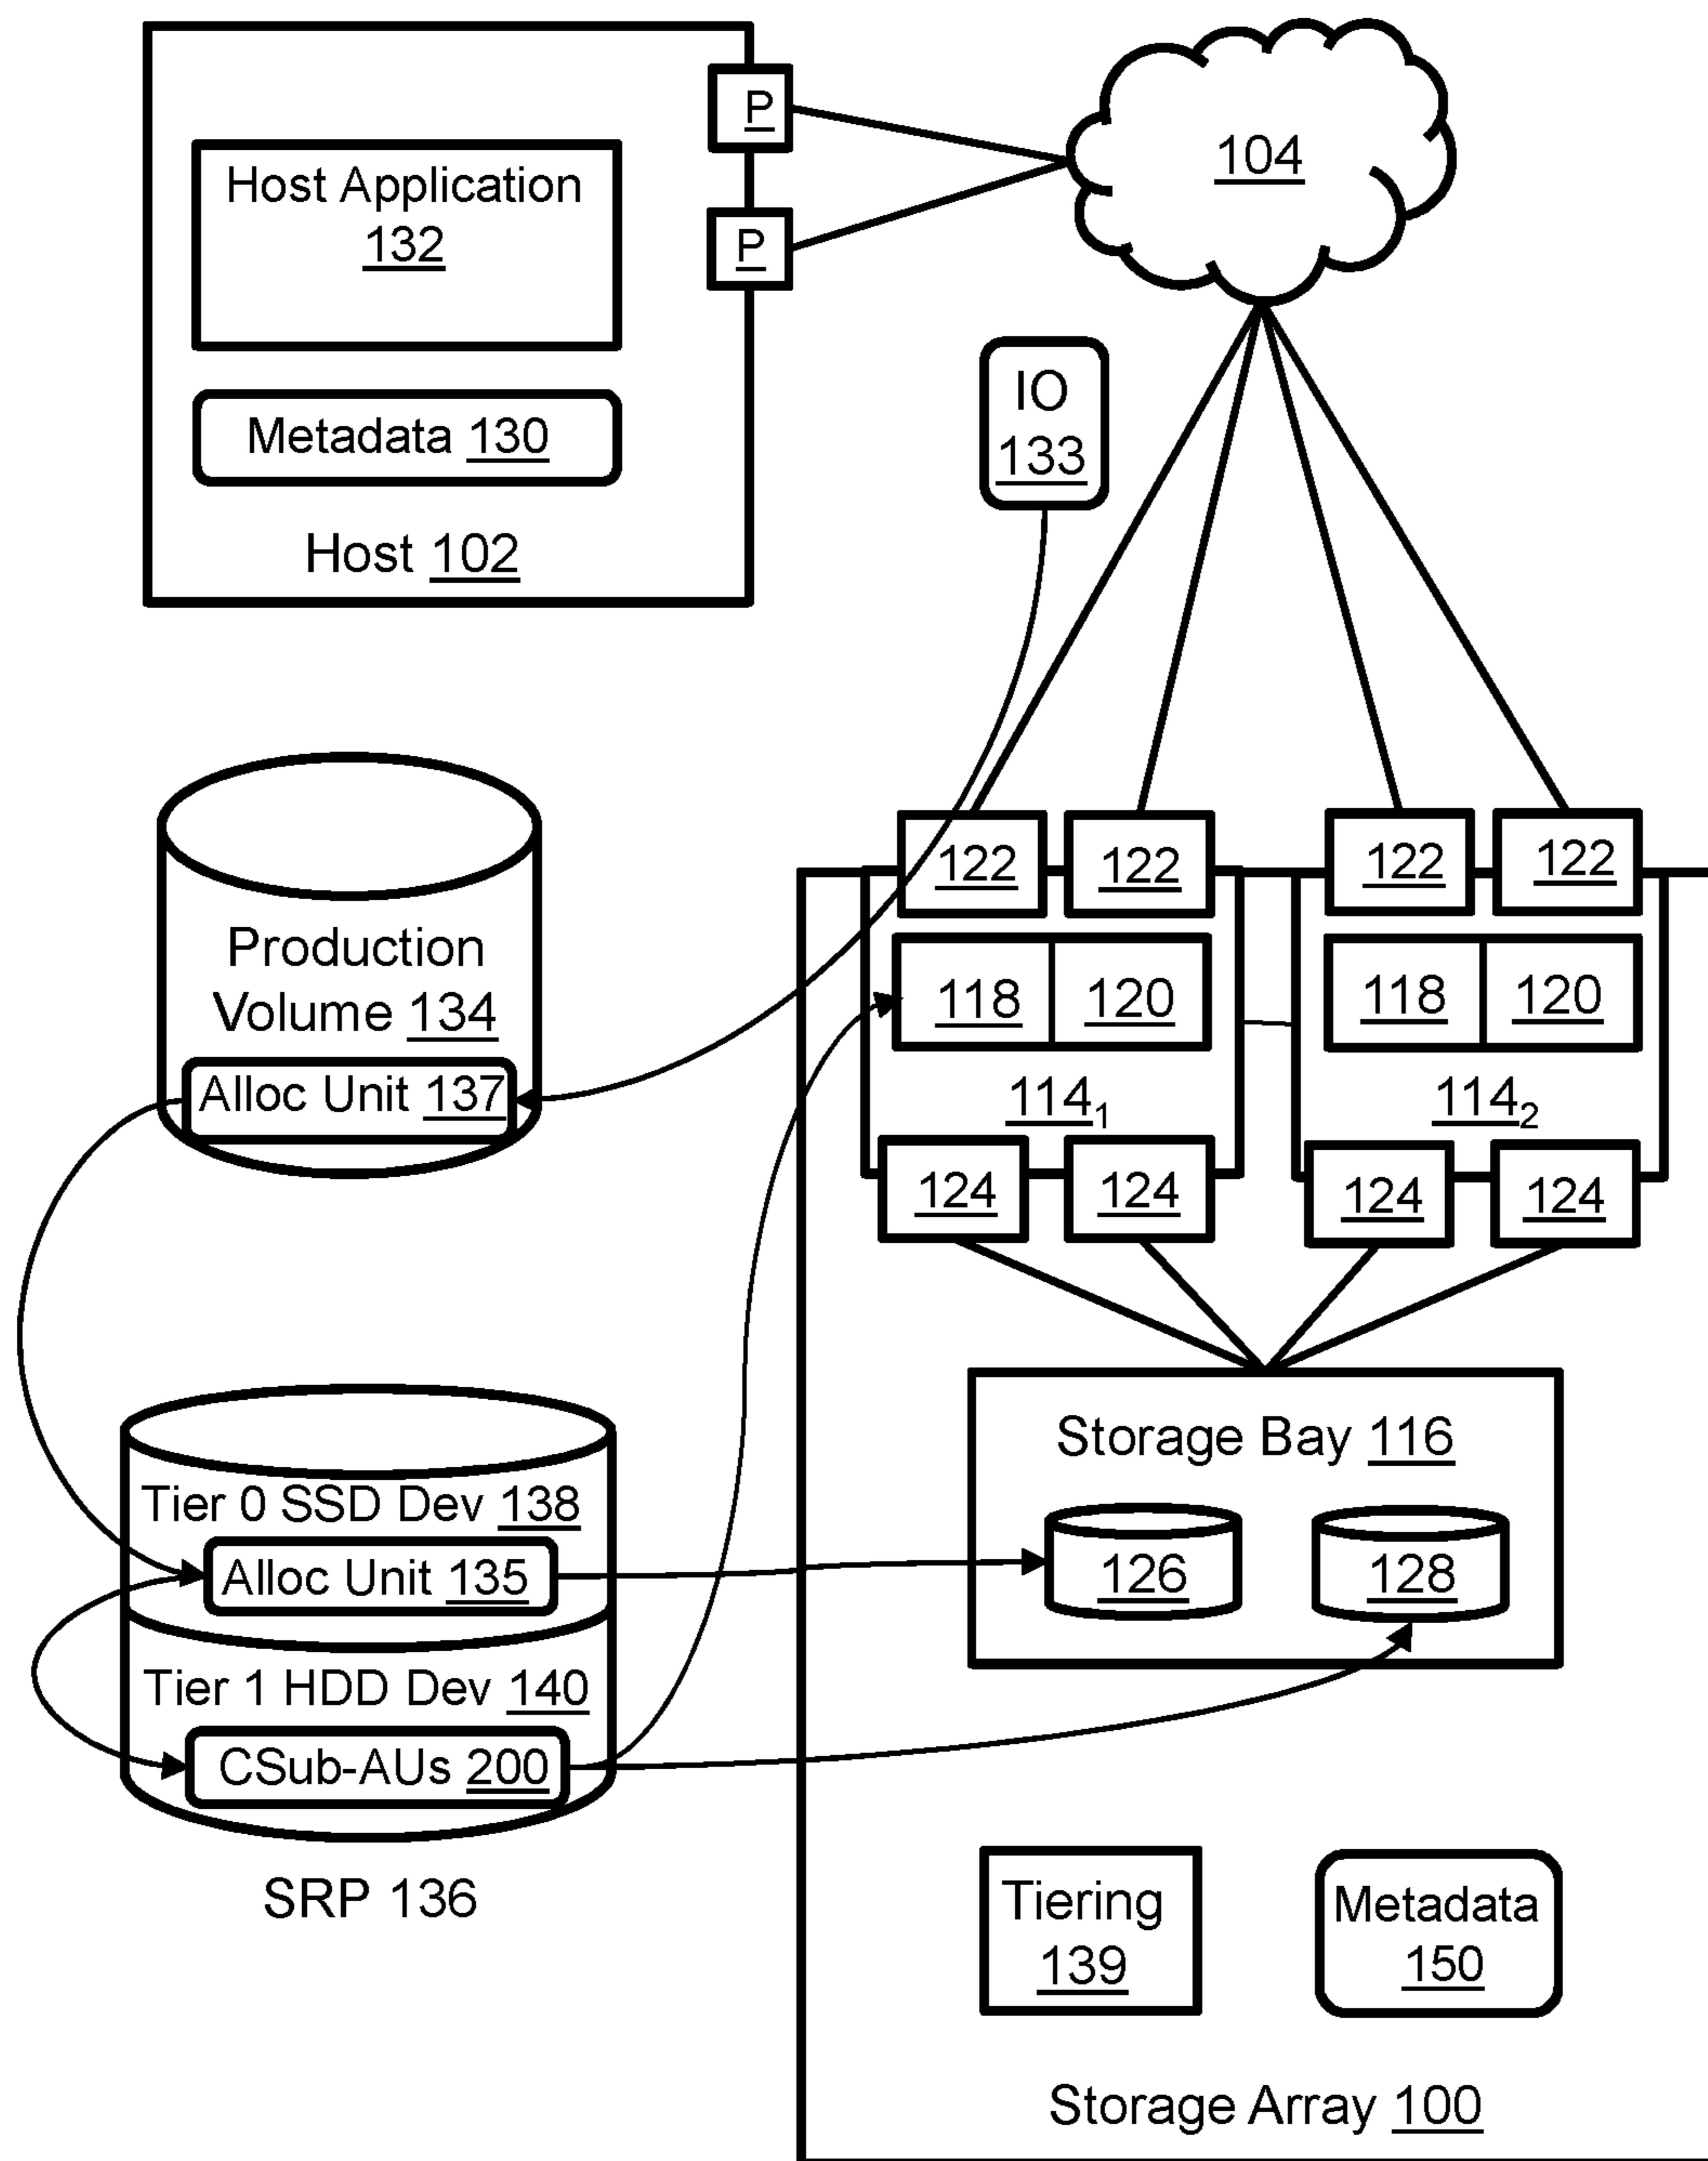 P
104
Host Application
132
P
IO
133
Metadata 130
Host 102
122
122
122
122
Production
Volume 134
118
120
118
120
Alloc Unit 137
114₁
114₂
124
124
124
124
Storage Bay 116
Tier 0 SSD Dev 138
Alloc Unit 135
126
128
Tier 1 HDD Dev 140
CSub-AUs 200
SRP 136
Tiering
139
Metadata
150
Storage Array 100